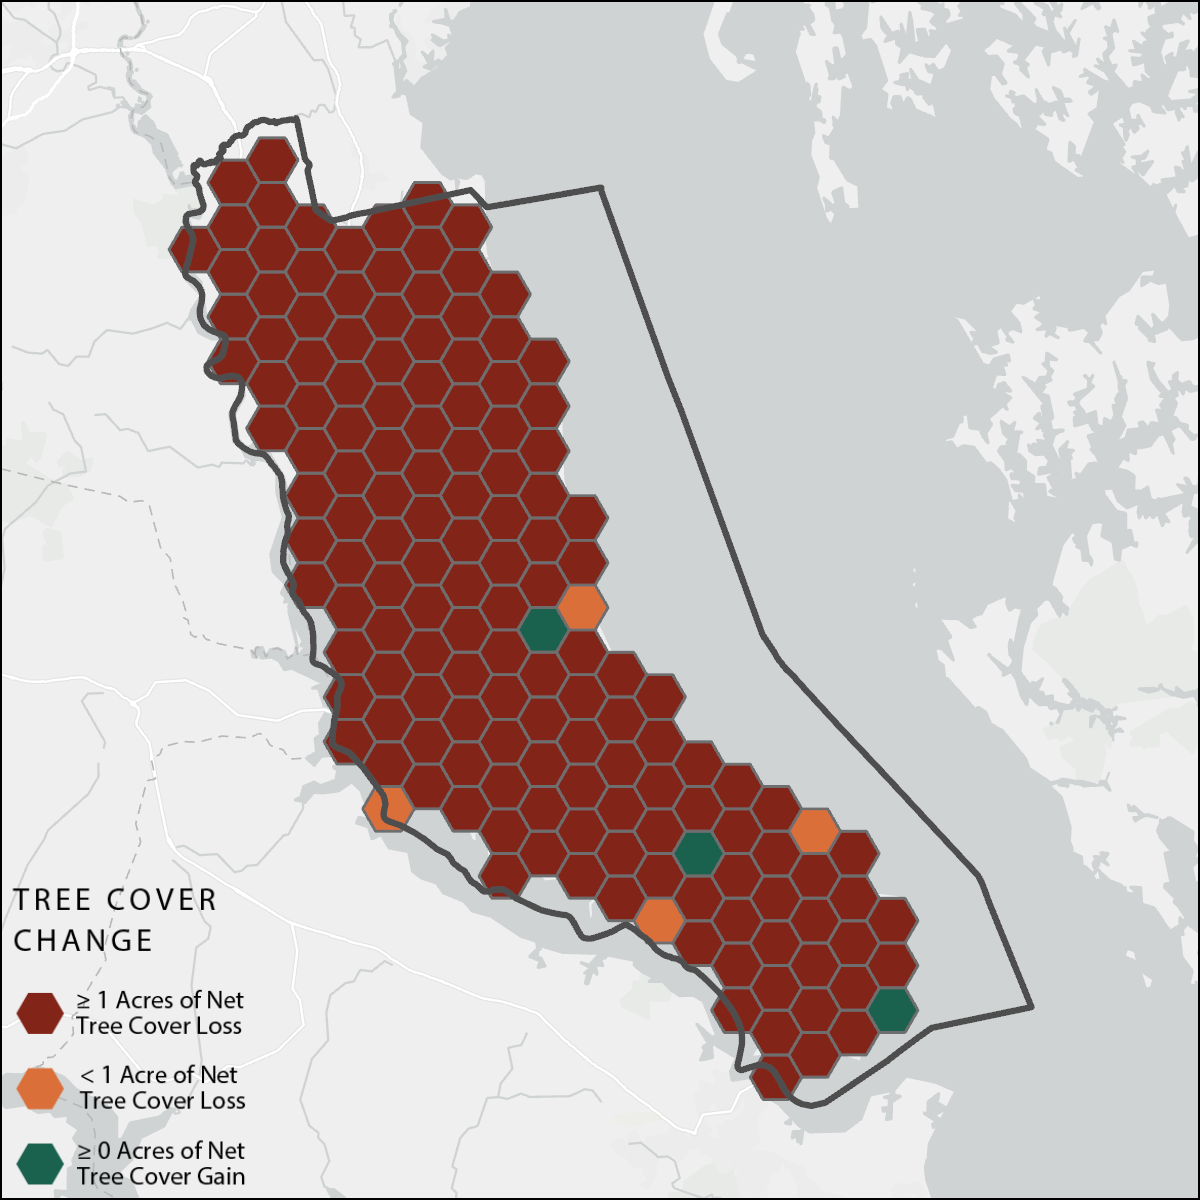 TREE COVER
CHANGE
≥ 1 Acres of Net
Tree Cover Loss
< 1 Acre of Net
Tree Cover Loss
≥ 0 Acres of Net
Tree Cover Gain